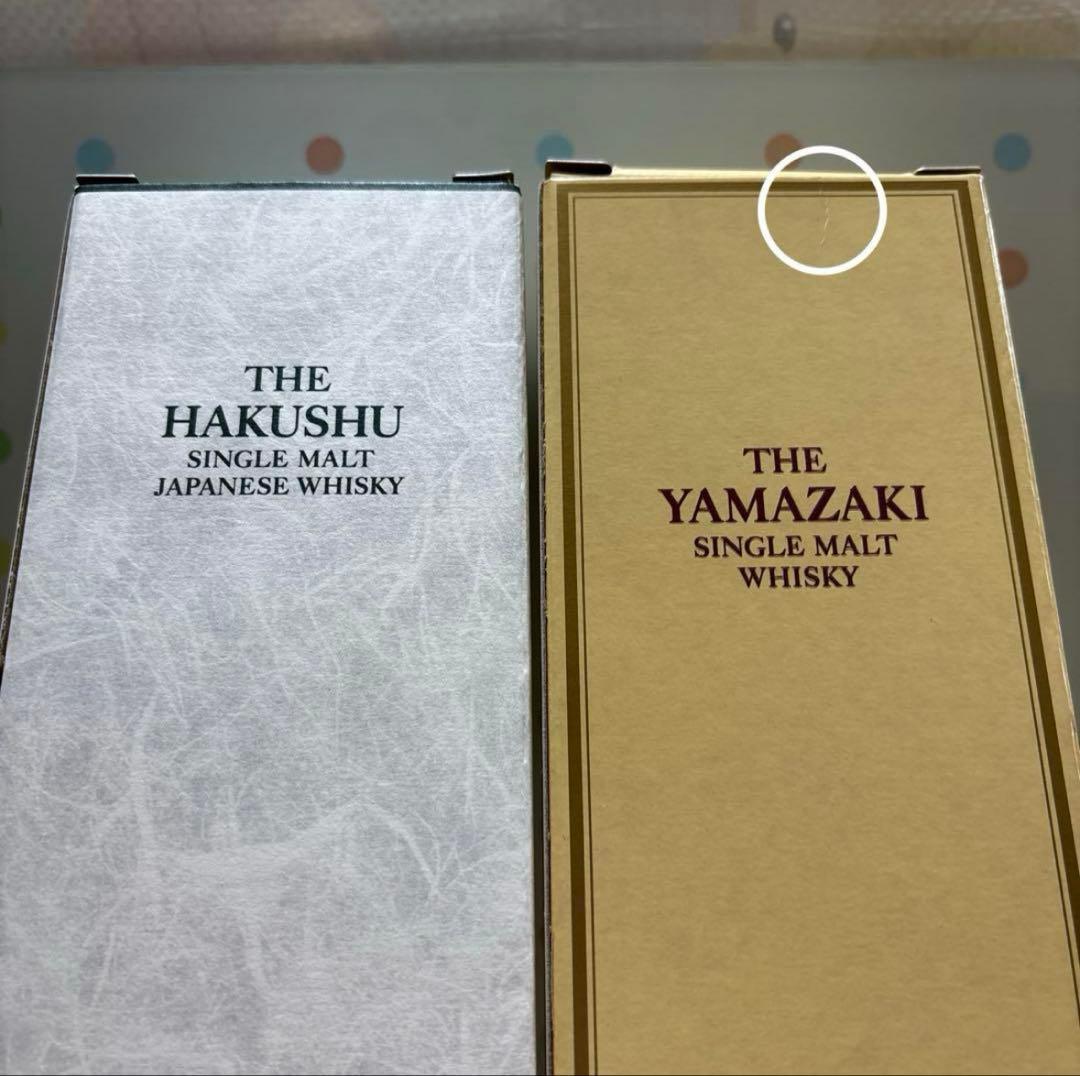 THE
HAKUSHU
SINGLE MALT
JAPANESE WHISKY
THE
YAMAZAKI
SINGLE MALT
WHISKY